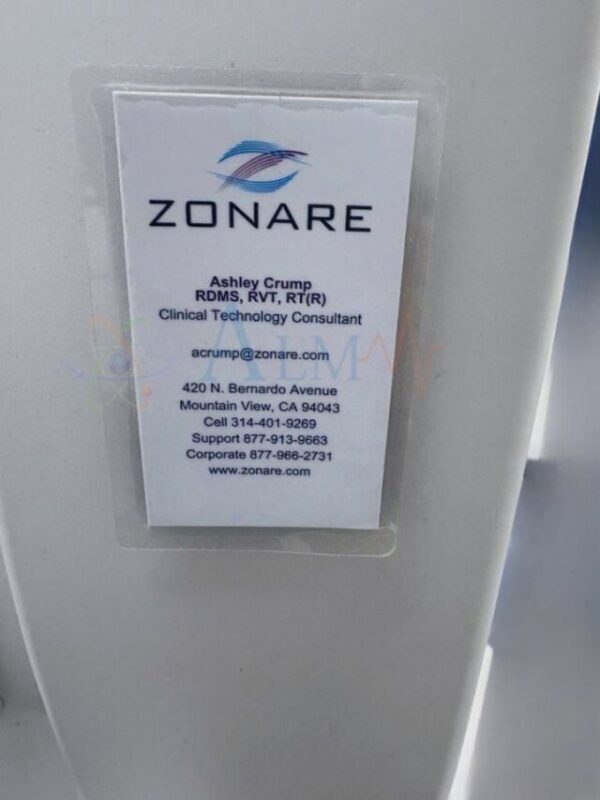 ZONARE
Ashley Crump
RDMS, RVT, RT(R)
Clinical Technology Consultant
ALM
acrump@zonare.com
420 N. Bernardo Avenue
Mountain View, CA 94043
Cell 314-401-9269
Support 877-913-9663
Corporate 877-966-2731
www.zonare.com